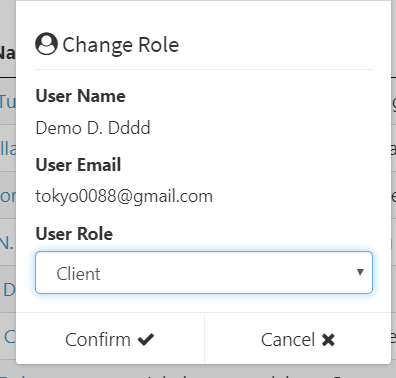 Change Role
User Name
Demo D. Dddd
User Email
tokyo0088@gmail.com
User Role
Client
Confirm
Cancel